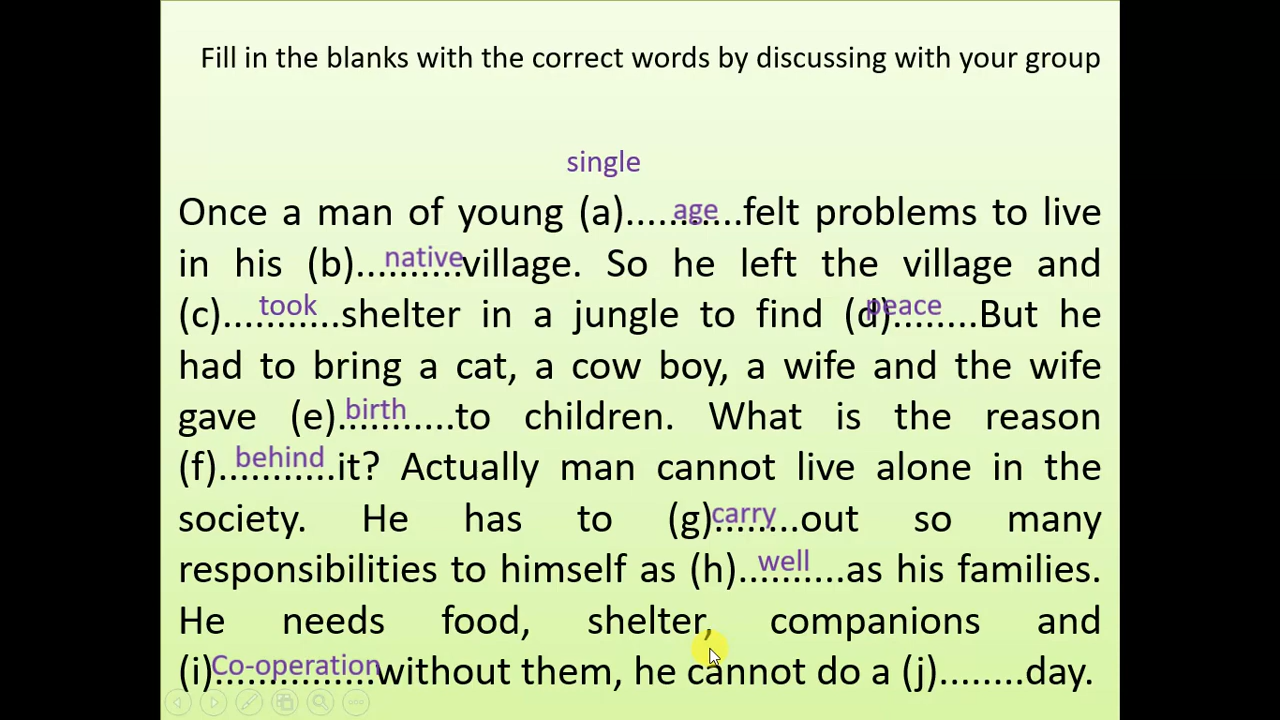 Fill in the blanks with the correct words by discussing with your group
single
Once a man of young (a)...age...felt problems to live
in his (b)...native...village. So he left the village and
(c)...took...shelter in a jungle to find (d)...peace...But he
had to bring a cat, a cow boy, a wife and the wife
gave (e)...birth...to children. What is the reason
(f)...behind...it? Actually man cannot live alone in the
society. He has to (g)...carry...out so many
responsibilities to himself as (h)...well...as his families.
He needs food, shelter, companions and
(i)...Co-operation...without them, he cannot do a (j)........day.